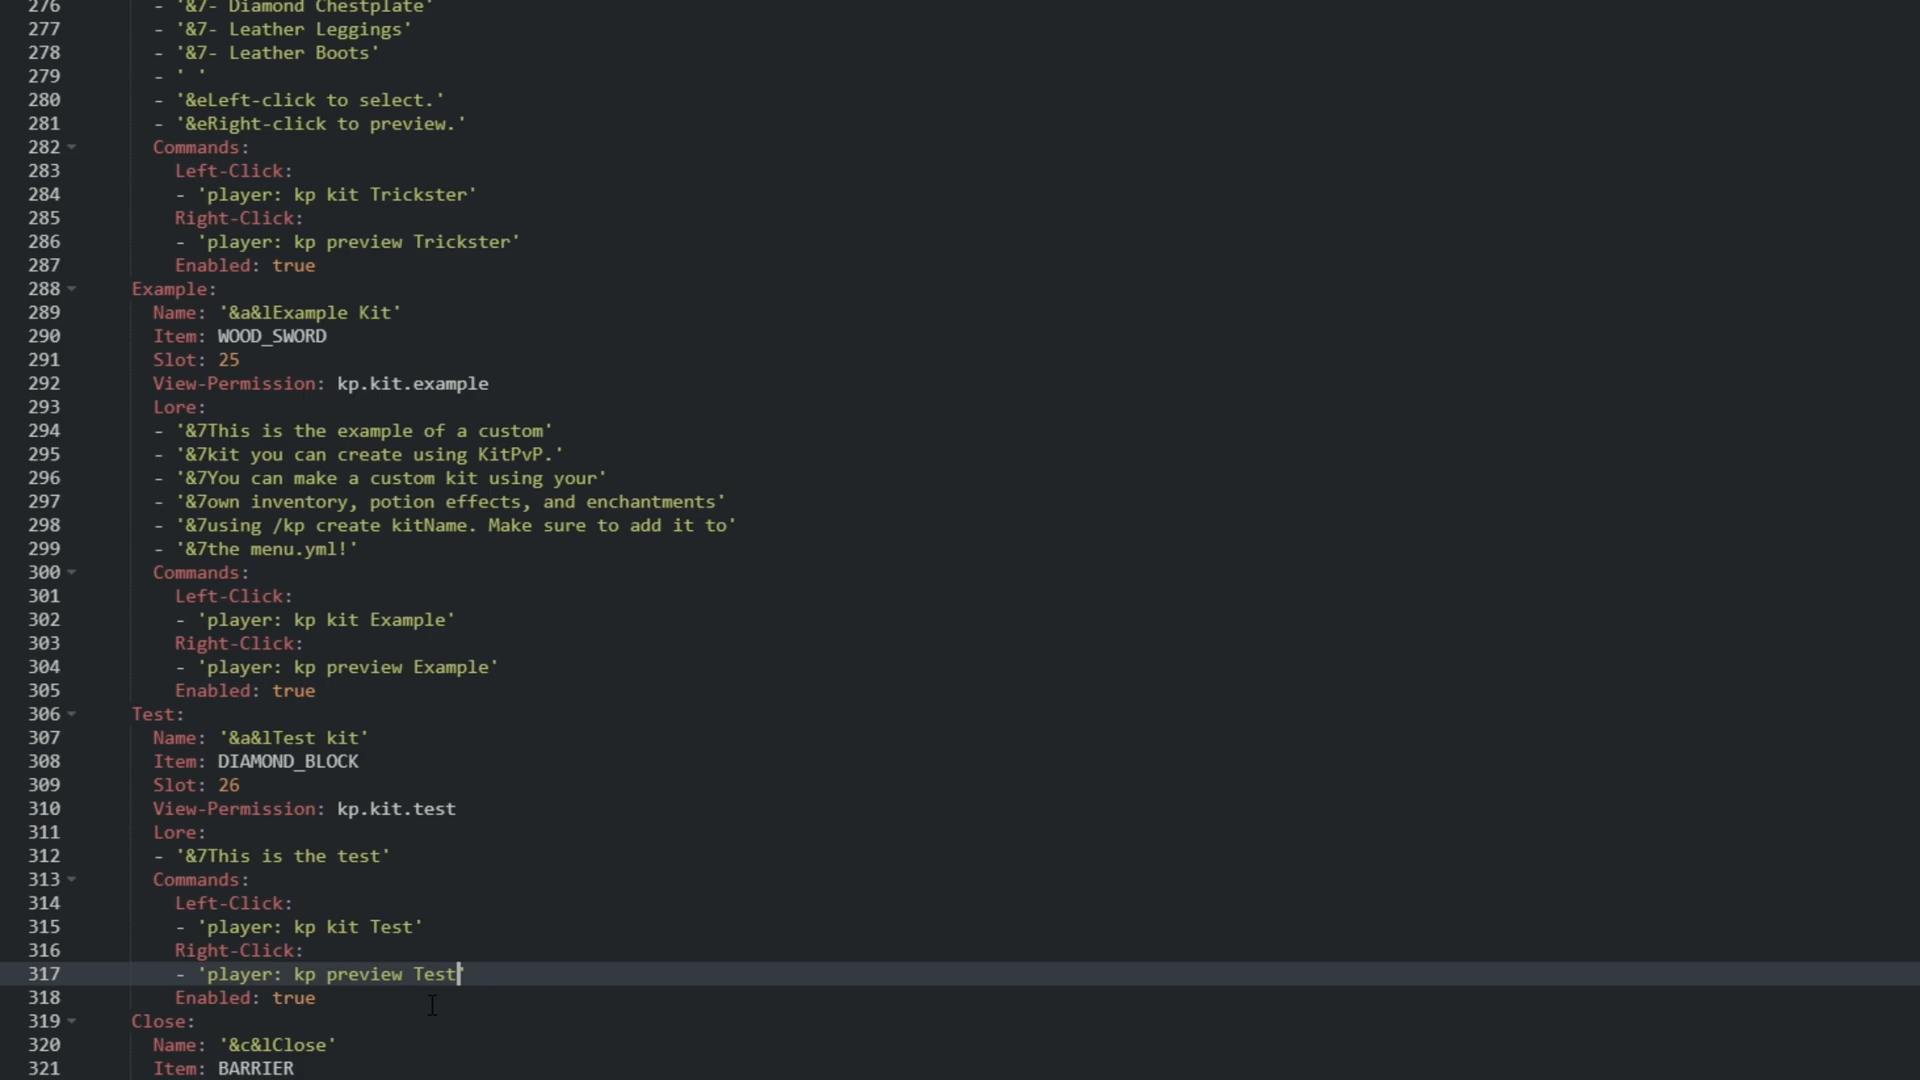 276 - '&7- Diamond Chestplate'
277 - '&7- Leather Leggings'
278 - '&7- Leather Boots'
279 - ' '
280 - '&eLeft-click to select.'
281 - '&eRight-click to preview.'
282 Commands:
283 Left-Click:
284 - 'player: kp kit Trickster'
285 Right-Click:
286 - 'player: kp preview Trickster'
287 Enabled: true
288 Example:
289 Name: '&a&lExample Kit'
290 Item: WOOD_SWORD
291 Slot: 25
292 View-Permission: kp.kit.example
293 Lore:
294 - '&7This is the example of a custom'
295 - '&7kit you can create using KitPvP.'
296 - '&7You can make a custom kit using your'
297 - '&7own inventory, potion effects, and enchantments'
298 - '&7using /kp create kitName. Make sure to add it to'
299 - '&7the menu.yml!'
300 Commands:
301 Left-Click:
302 - 'player: kp kit Example'
303 Right-Click:
304 - 'player: kp preview Example'
305 Enabled: true
306 Test:
307 Name: '&a&lTest kit'
308 Item: DIAMOND_BLOCK
309 Slot: 26
310 View-Permission: kp.kit.test
311 Lore:
312 - '&7This is the test'
313 Commands:
314 Left-Click:
315 - 'player: kp kit Test'
316 Right-Click:
317 - 'player: kp preview Test'
318 Enabled: true
319 Close:
320 Name: '&c&lClose'
321 Item: BARRIER